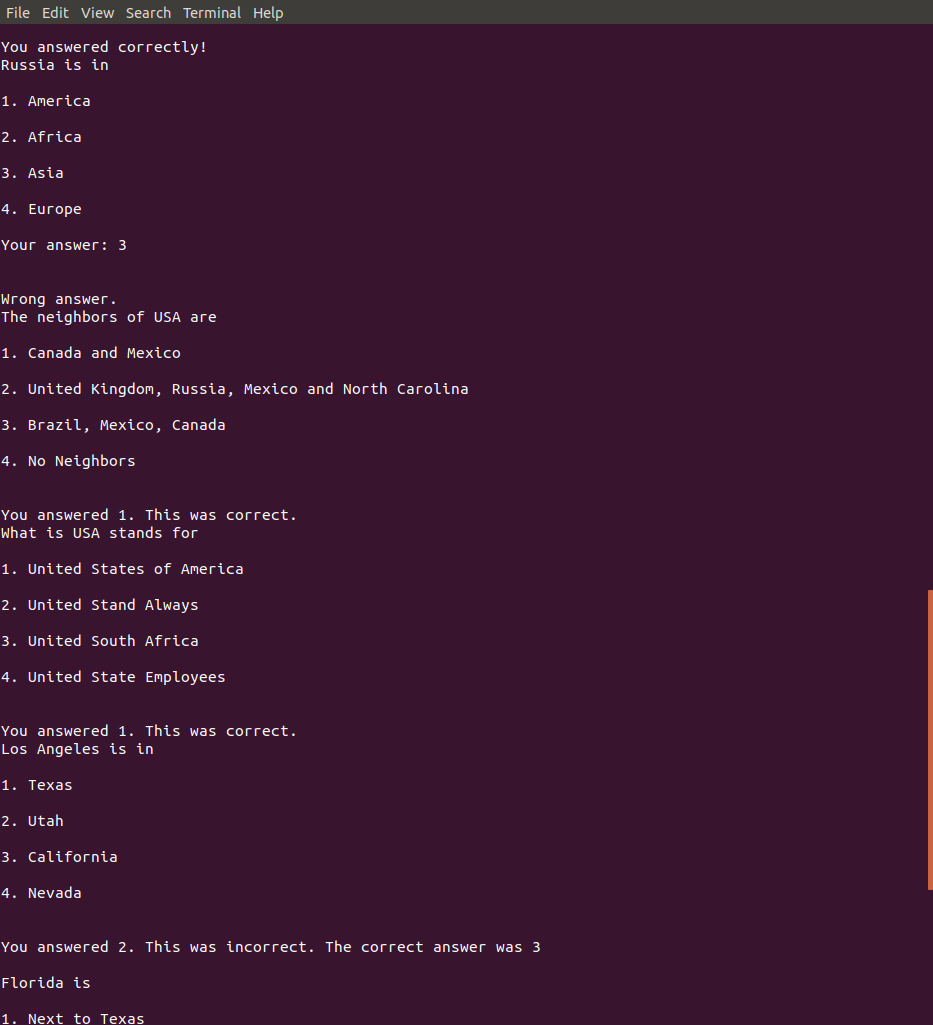 File Edit View Search Terminal Help
You answered correctly!
Russia is in
1. America
2. Africa
3. Asia
4. Europe
Your answer: 3
Wrong answer.
The neighbors of USA are
1. Canada and Mexico
2. United Kingdom, Russia, Mexico and North Carolina
3. Brazil, Mexico, Canada
4. No Neighbors
You answered 1. This was correct.
What is USA stands for
1. United States of America
2. United Stand Always
3. United South Africa
4. United State Employees
You answered 1. This was correct.
Los Angeles is in
1. Texas
2. Utah
3. California
4. Nevada
You answered 2. This was incorrect. The correct answer was 3
Florida is
1. Next to Texas